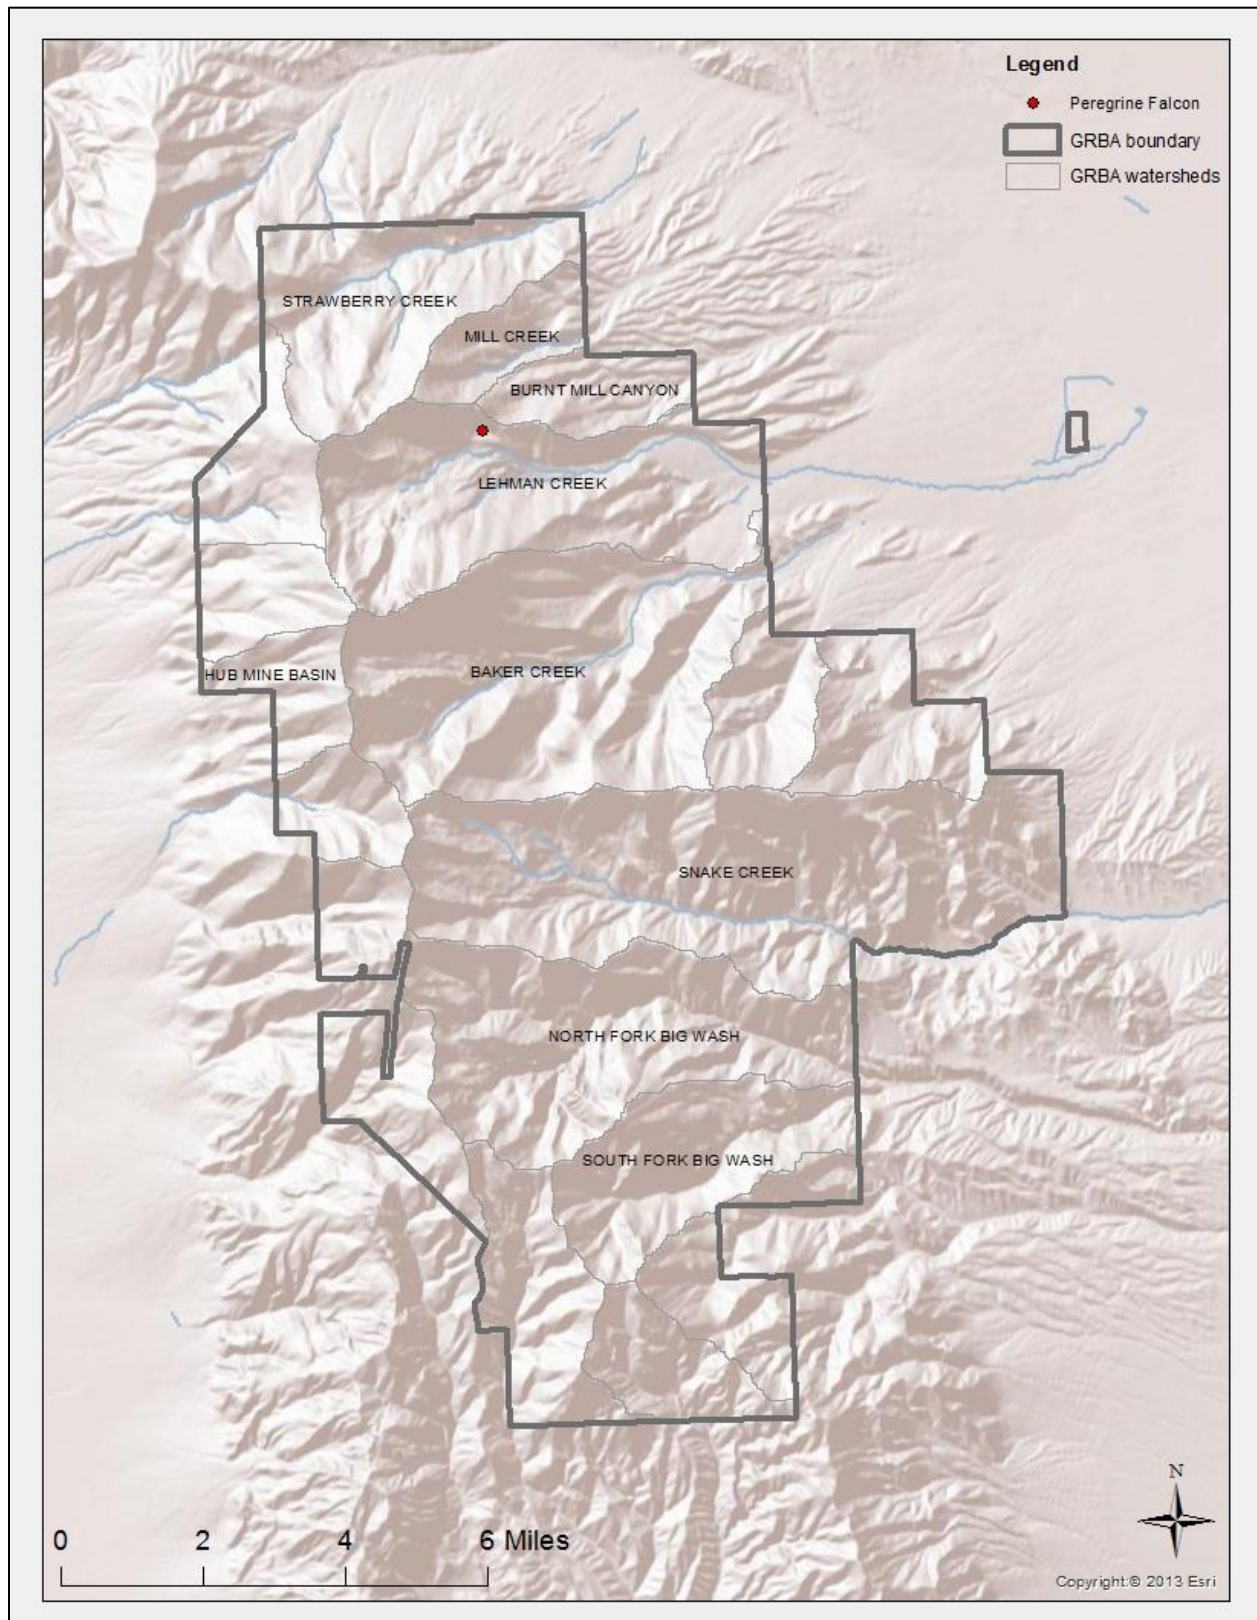 Legend
Peregrine Falcon
GRBA boundary
GRBA watersheds
STRAWBERRY CREEK
MILL CREEK
BURNT MILL CANYON
LEHMAN CREEK
HUB MINE BASIN
BAKER CREEK
SNAKE CREEK
NORTH FORK BIG WASH
SOUTH FORK BIG WASH
N
0 2 4 6 Miles
Copyright:© 2013 Esri